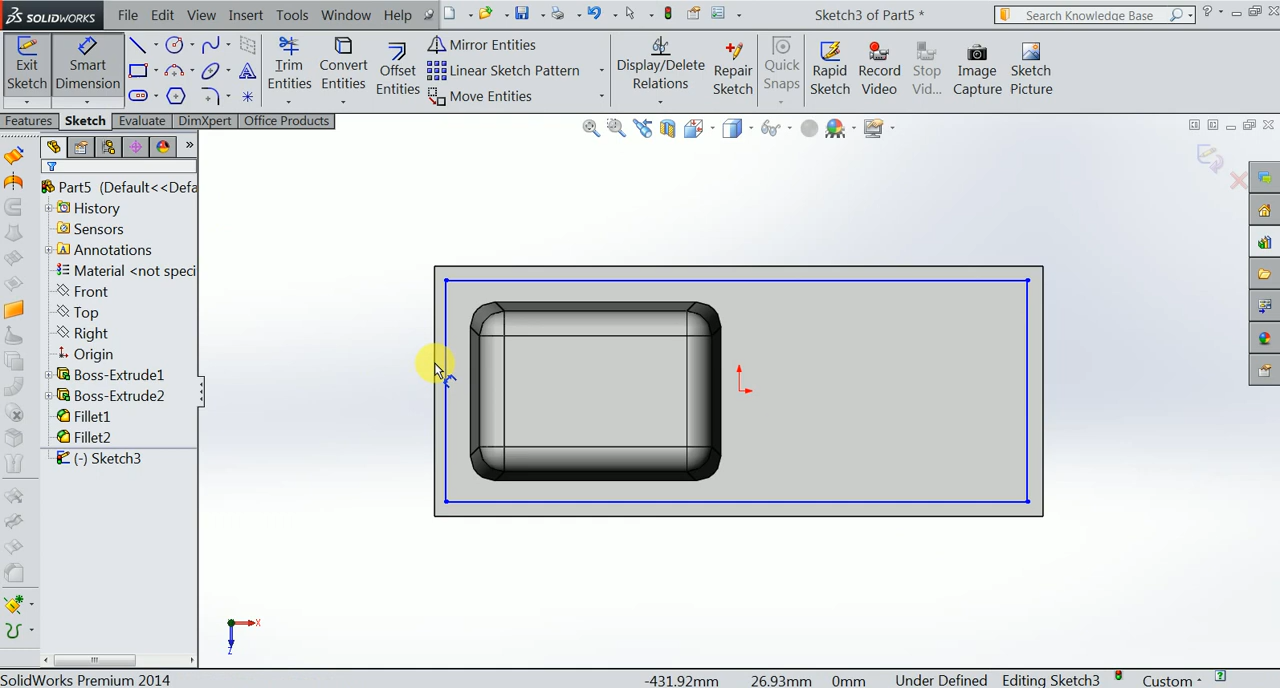 SOLIDWORKS File Edit View Insert Tools Window Help Sketch3 of Part5 * Search Knowledge Base ?
Exit Sketch
Smart Dimension
Trim Entities
Convert Entities
Offset Entities
Mirror Entities
Linear Sketch Pattern
Move Entities
Display/Delete Relations
Repair Sketch
Quick Snaps
Rapid Sketch
Record Video
Stop Vid...
Image Capture
Sketch Picture
Features Sketch Evaluate DimXpert Office Products
»
Part5 (Default<<Defa
History
Sensors
Annotations
Material <not speci
Front
Top
Right
Origin
Boss-Extrude1
Boss-Extrude2
Fillet1
Fillet2
(-) Sketch3
X
Z
SolidWorks Premium 2014 -431.92mm 26.93mm 0mm Under Defined Editing Sketch3 Custom ?